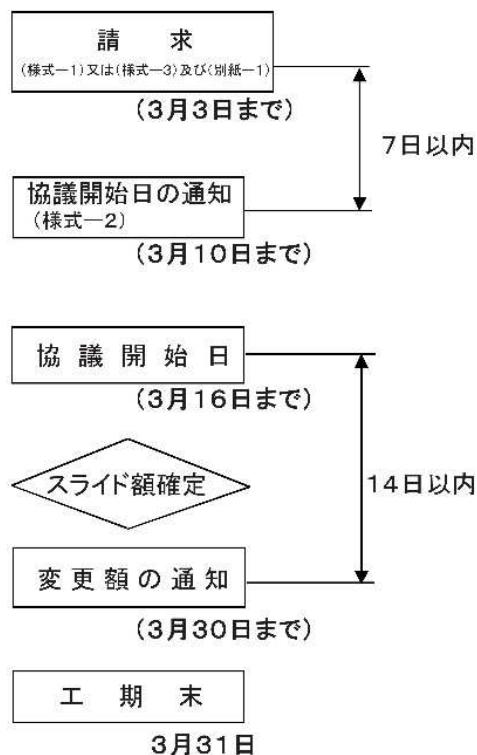 請求
(様式－1)又は(様式－3)及び(別紙－1)
(3月3日まで)
7日以内
協議開始日の通知
(様式－2)
(3月10日まで)
協議開始日
(3月16日まで)
スライド額確定
14日以内
変更額の通知
(3月30日まで)
工期末
3月31日